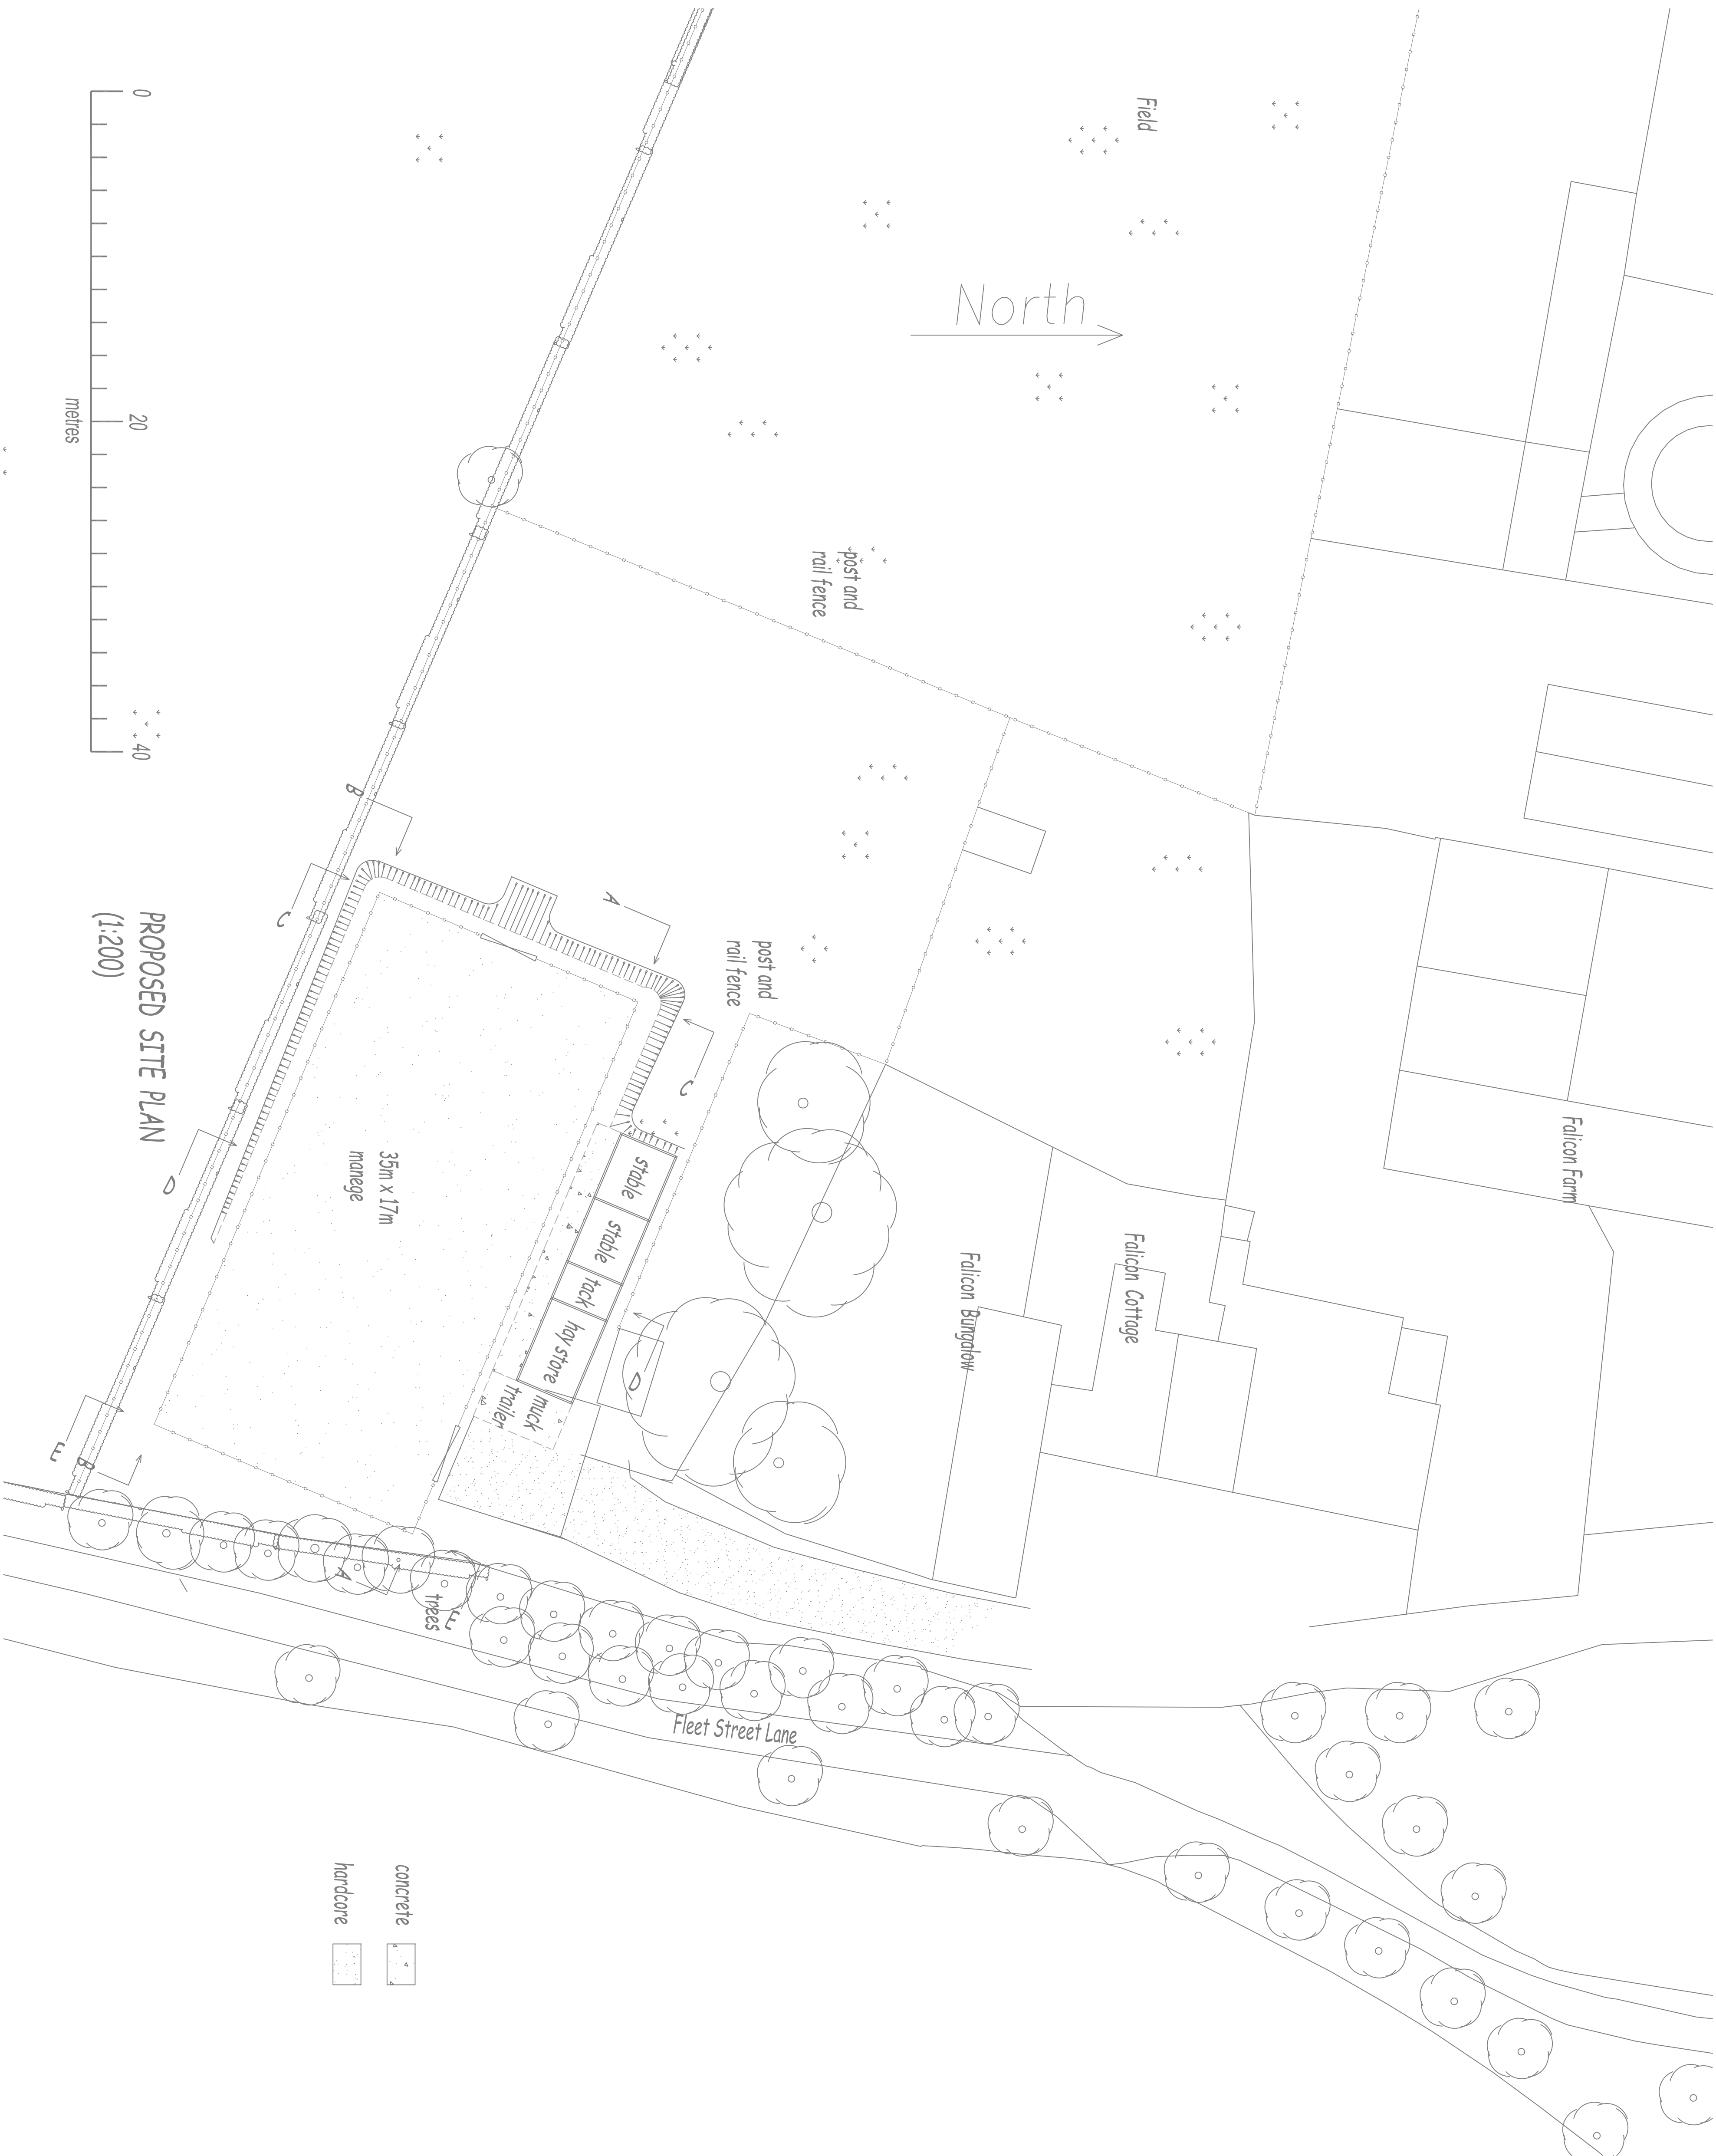 North
Field
post and
rail fence
post and
rail fence
Falicon Farm
Falicon Cottage
Falicon Bungalow
stable
stable
tack
hay store
muck
trailer
35m x 17m
manege
A
A
B
B
C
C
D
D
E
E
trees
Fleet Street Lane
0
20
40
metres
PROPOSED SITE PLAN
(1:200)
concrete
hardcore